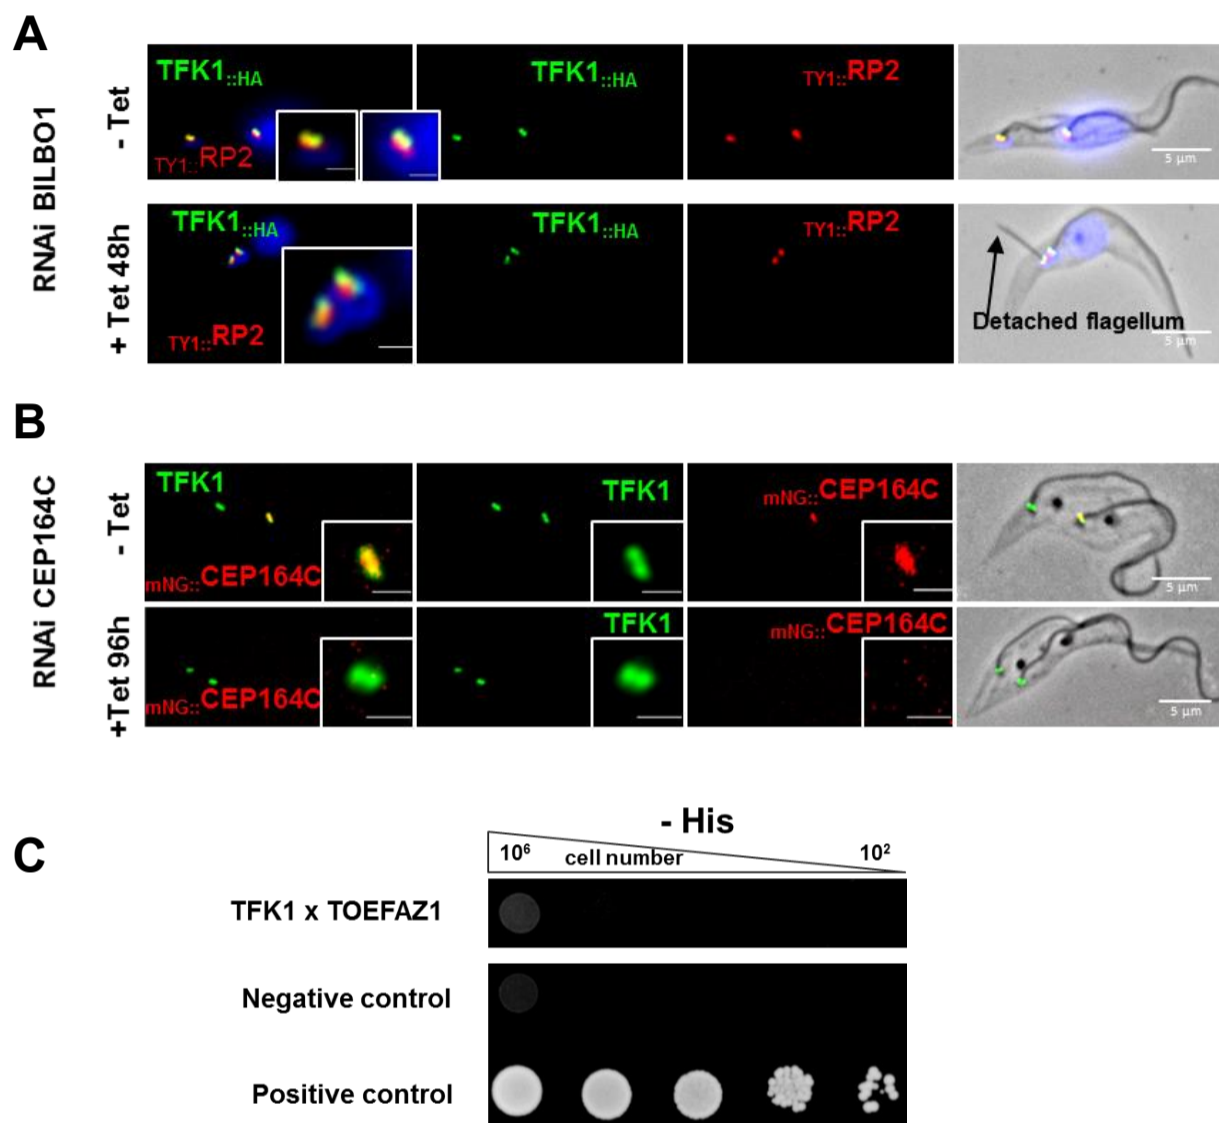 A
RNAi BILBO1
- Tet
TFK1::HA
TY1::RP2
TFK1::HA
TY1::RP2
5 µm
+ Tet 48h
TFK1::HA
TY1::RP2
TFK1::HA
TY1::RP2
Detached flagellum
5 µm
B
RNAi CEP164C
- Tet
TFK1
mNG::CEP164C
TFK1
mNG::CEP164C
5 µm
+Tet 96h
mNG::CEP164C
TFK1
mNG::CEP164C
5 µm
C
- His
10⁶ cell number 10²
TFK1 x TOEFAZ1
Negative control
Positive control